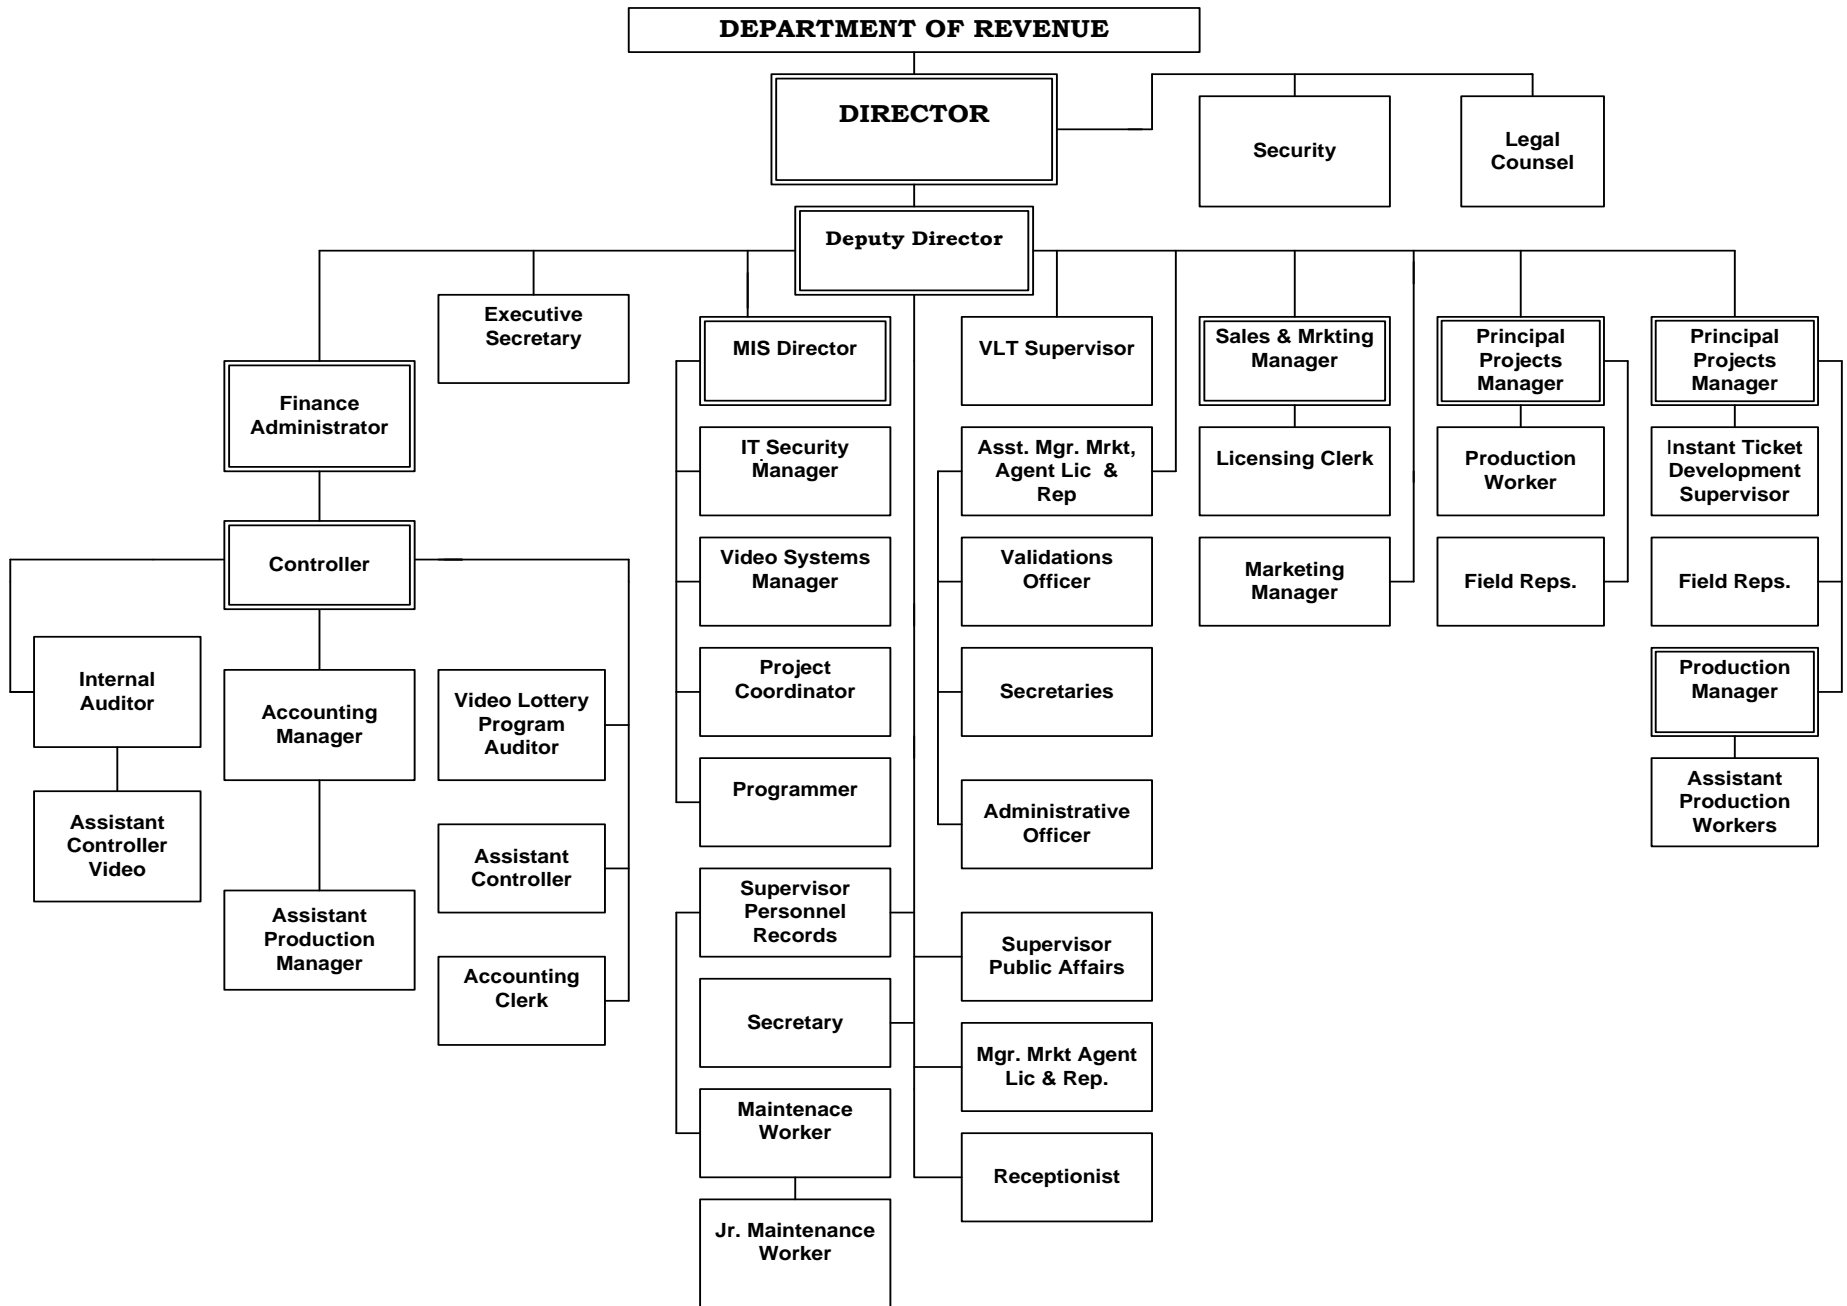 DEPARTMENT OF REVENUE
DIRECTOR
Security
Legal
Counsel
Deputy Director
Executive
Secretary
Finance
Administrator
Controller
Internal
Auditor
Assistant
Controller
Video
Accounting
Manager
Assistant
Production
Manager
Video Lottery
Program
Auditor
Assistant
Controller
Accounting
Clerk
MIS Director
IT Security
Manager
Video Systems
Manager
Project
Coordinator
Programmer
Supervisor
Personnel
Records
Secretary
Maintenace
Worker
Jr. Maintenance
Worker
VLT Supervisor
Asst. Mgr. Mrkt,
Agent Lic & 
Rep
Validations
Officer
Secretaries
Administrative
Officer
Supervisor
Public Affairs
Mgr. Mrkt Agent
Lic & Rep.
Receptionist
Sales & Mrkting
Manager
Licensing Clerk
Marketing
Manager
Principal
Projects
Manager
Production
Worker
Field Reps.
Principal
Projects
Manager
Instant Ticket
Development
Supervisor
Field Reps.
Production
Manager
Assistant
Production
Workers